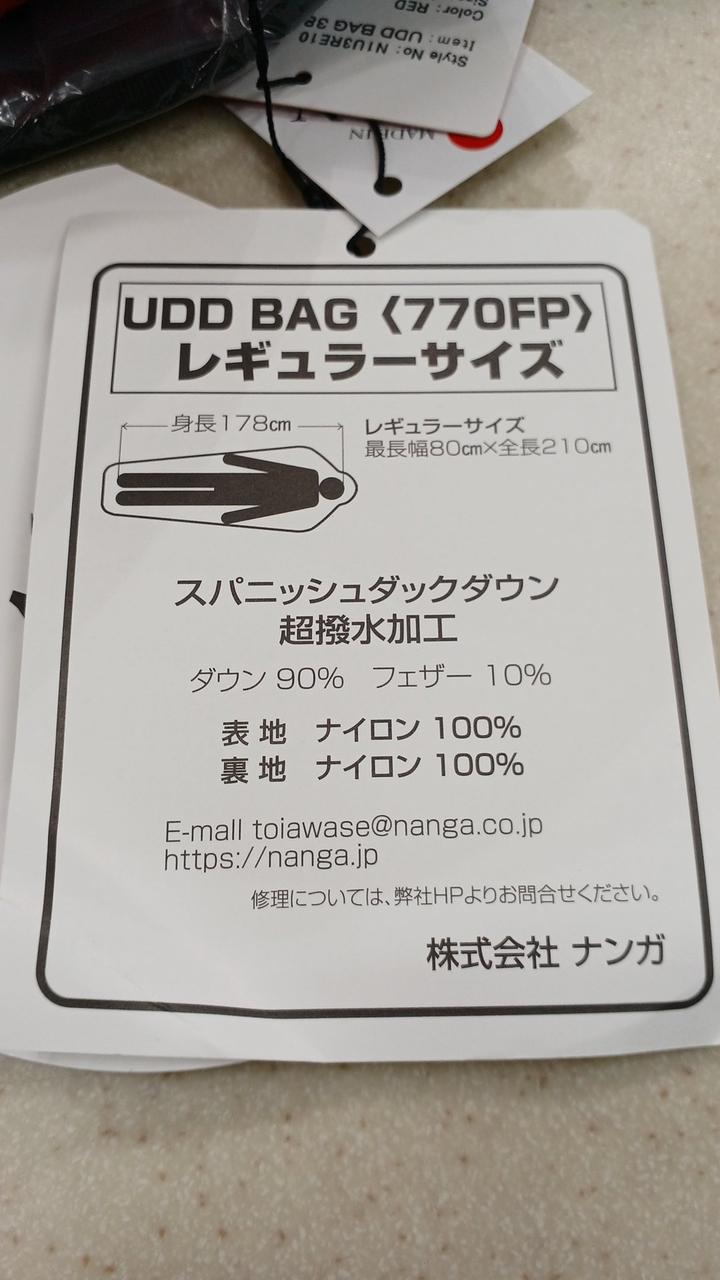 Color: RED
Item : UDD BAG 38
Style No: N1U3RE10
MADE IN
UDD BAG〈770FP〉
レギュラーサイズ
身長178㎝
レギュラーサイズ
最長幅80㎝×全長210㎝
スパニッシュダックダウン
超撥水加工
ダウン 90% フェザー 10%
表 地 ナイロン 100%
裏 地 ナイロン 100%
E-mall toiawase@nanga.co.jp
https://nanga.jp
修理については、弊社HPよりお問合せください。
株式会社 ナンガ